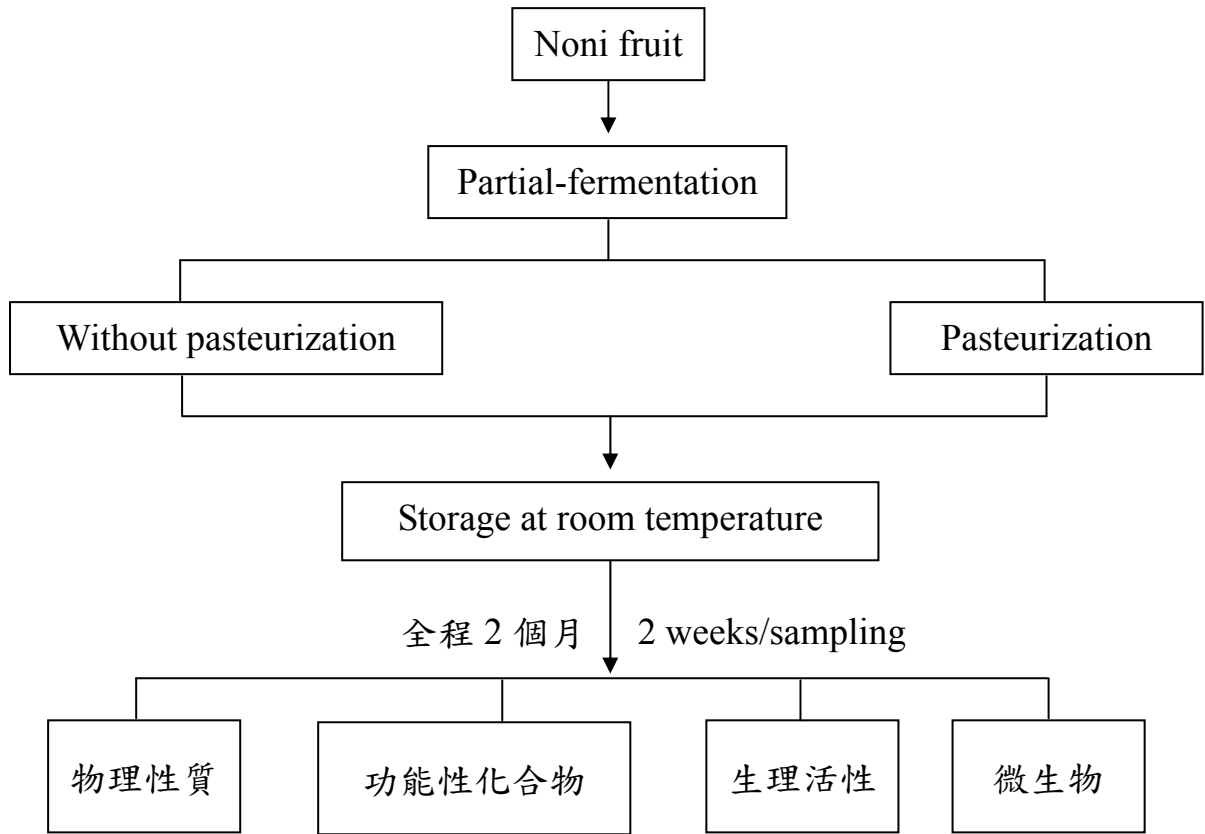 Noni fruit
Partial-fermentation
Without pasteurization
Pasteurization
Storage at room temperature
全程 2 個月 2 weeks/sampling
物理性質
功能性化合物
生理活性
微生物